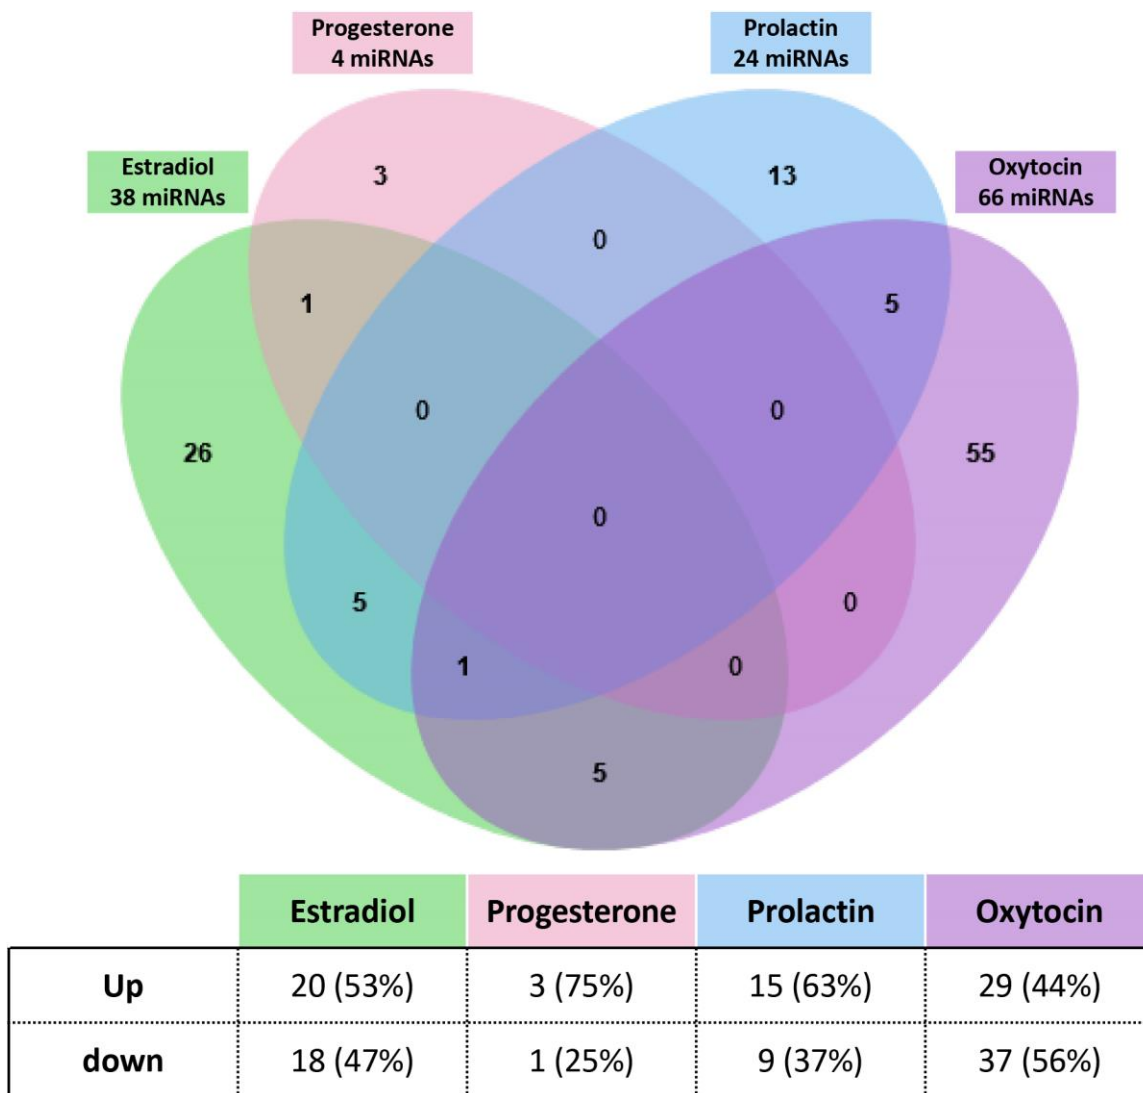 Progesterone
4 miRNAs
Prolactin
24 miRNAs
Estradiol
38 miRNAs
Oxytocin
66 miRNAs
3
13
0
1
5
0
0
26
55
0
5
0
1
0
5
Estradiol Progesterone Prolactin Oxytocin
Up 20 (53%) 3 (75%) 15 (63%) 29 (44%)
down 18 (47%) 1 (25%) 9 (37%) 37 (56%)